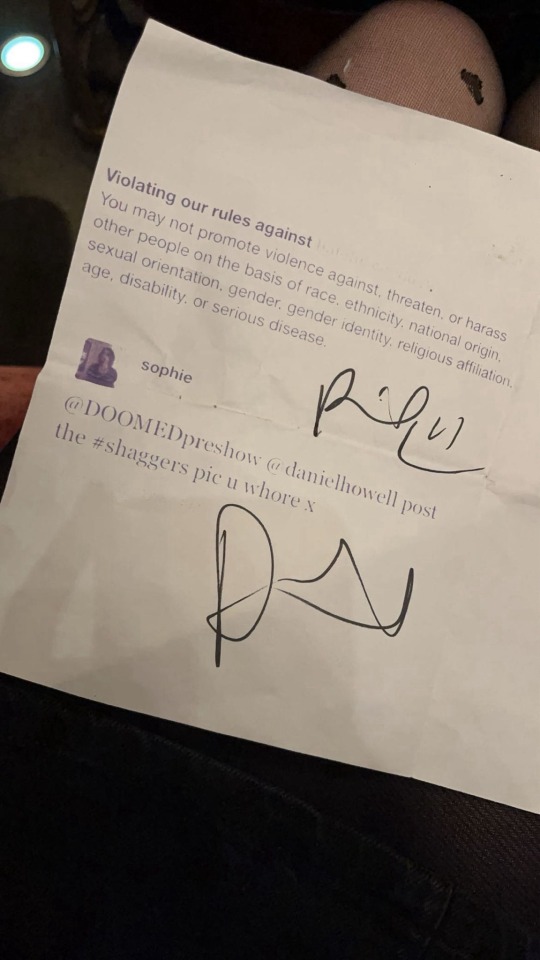 Violating our rules against
You may not promote violence against, threaten, or harass
other people on the basis of race, ethnicity, national origin,
sexual orientation, gender, gender identity, religious affiliation,
age, disability, or serious disease.
sophie
@DOOMEDpreshow @danielhowell post
the #shaggers pic u whore x